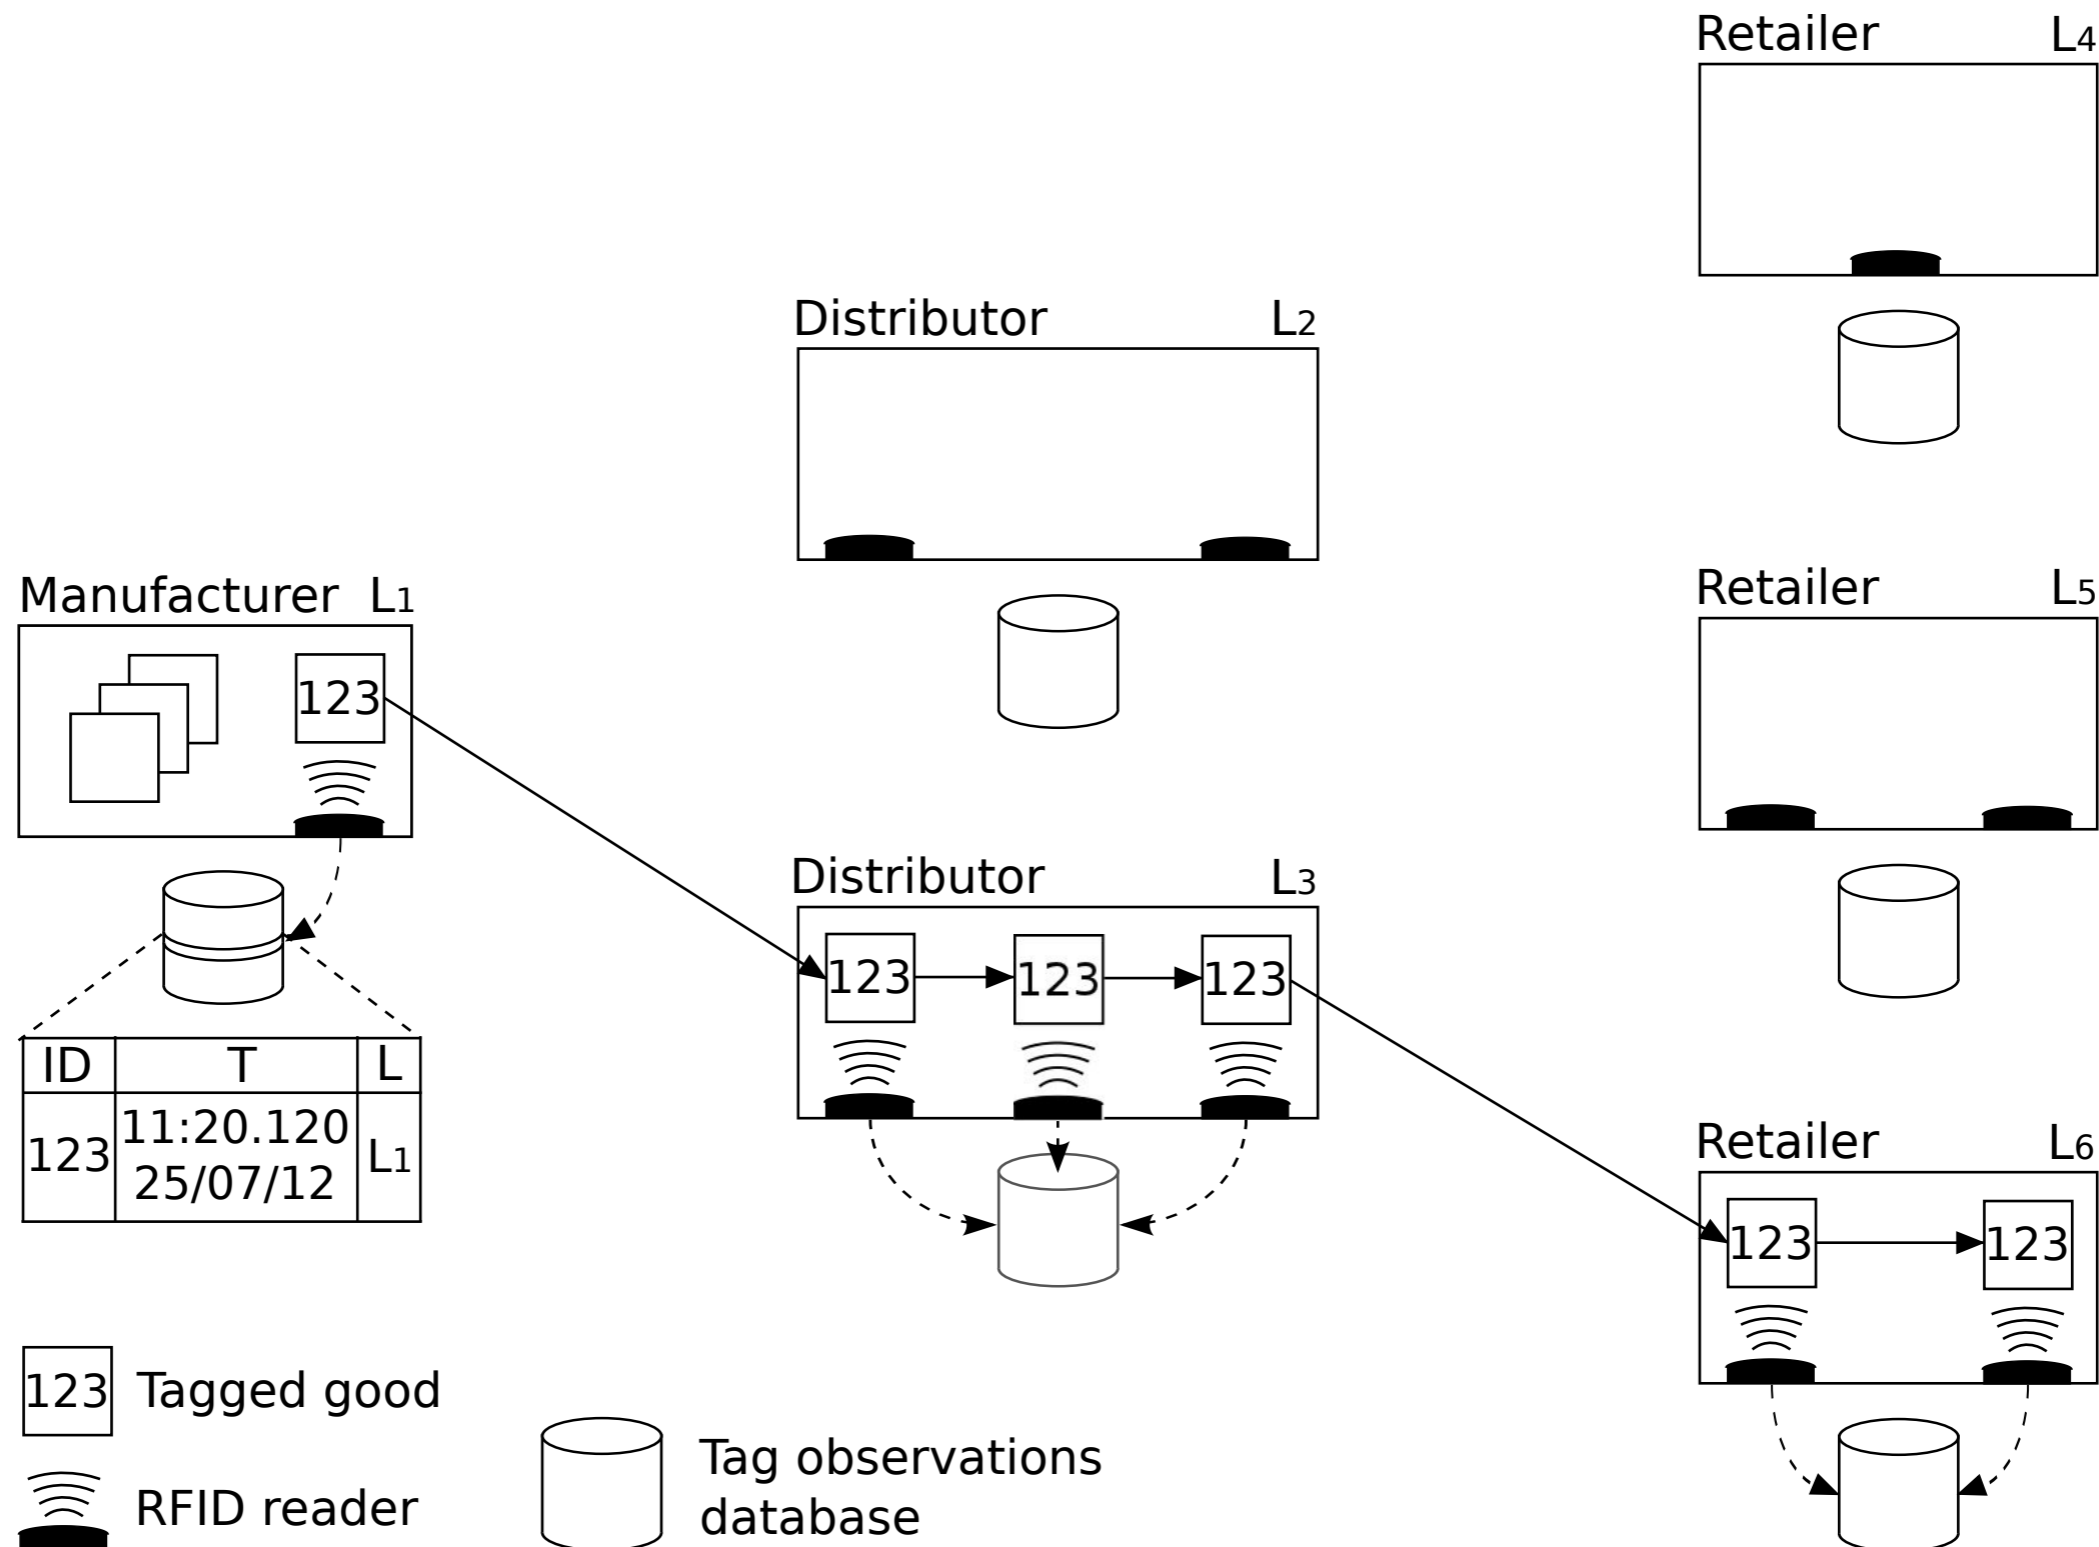 Retailer L4
Distributor L2
Manufacturer L1
123
Retailer L5
Distributor L3
123 123 123
ID T L
123 11:20.120 L1
25/07/12
Retailer L6
123 123
123 Tagged good
RFID reader
Tag observations
database